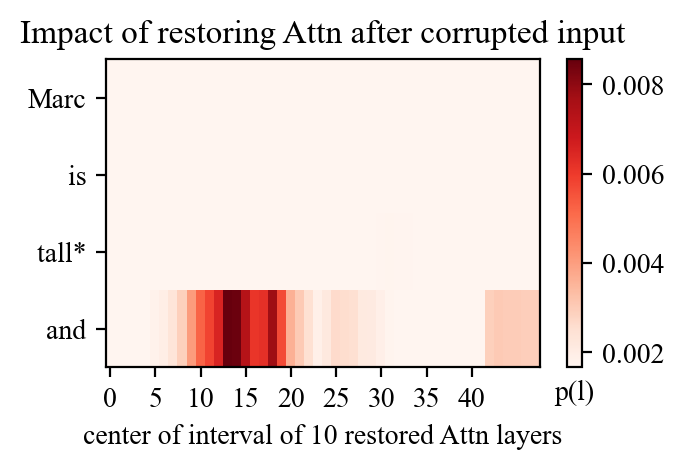 Impact of restoring Attn after corrupted input
Marc
is
tall*
and
0 5 10 15 20 25 30 35 40
center of interval of 10 restored Attn layers
0.008
0.006
0.004
0.002
p(l)